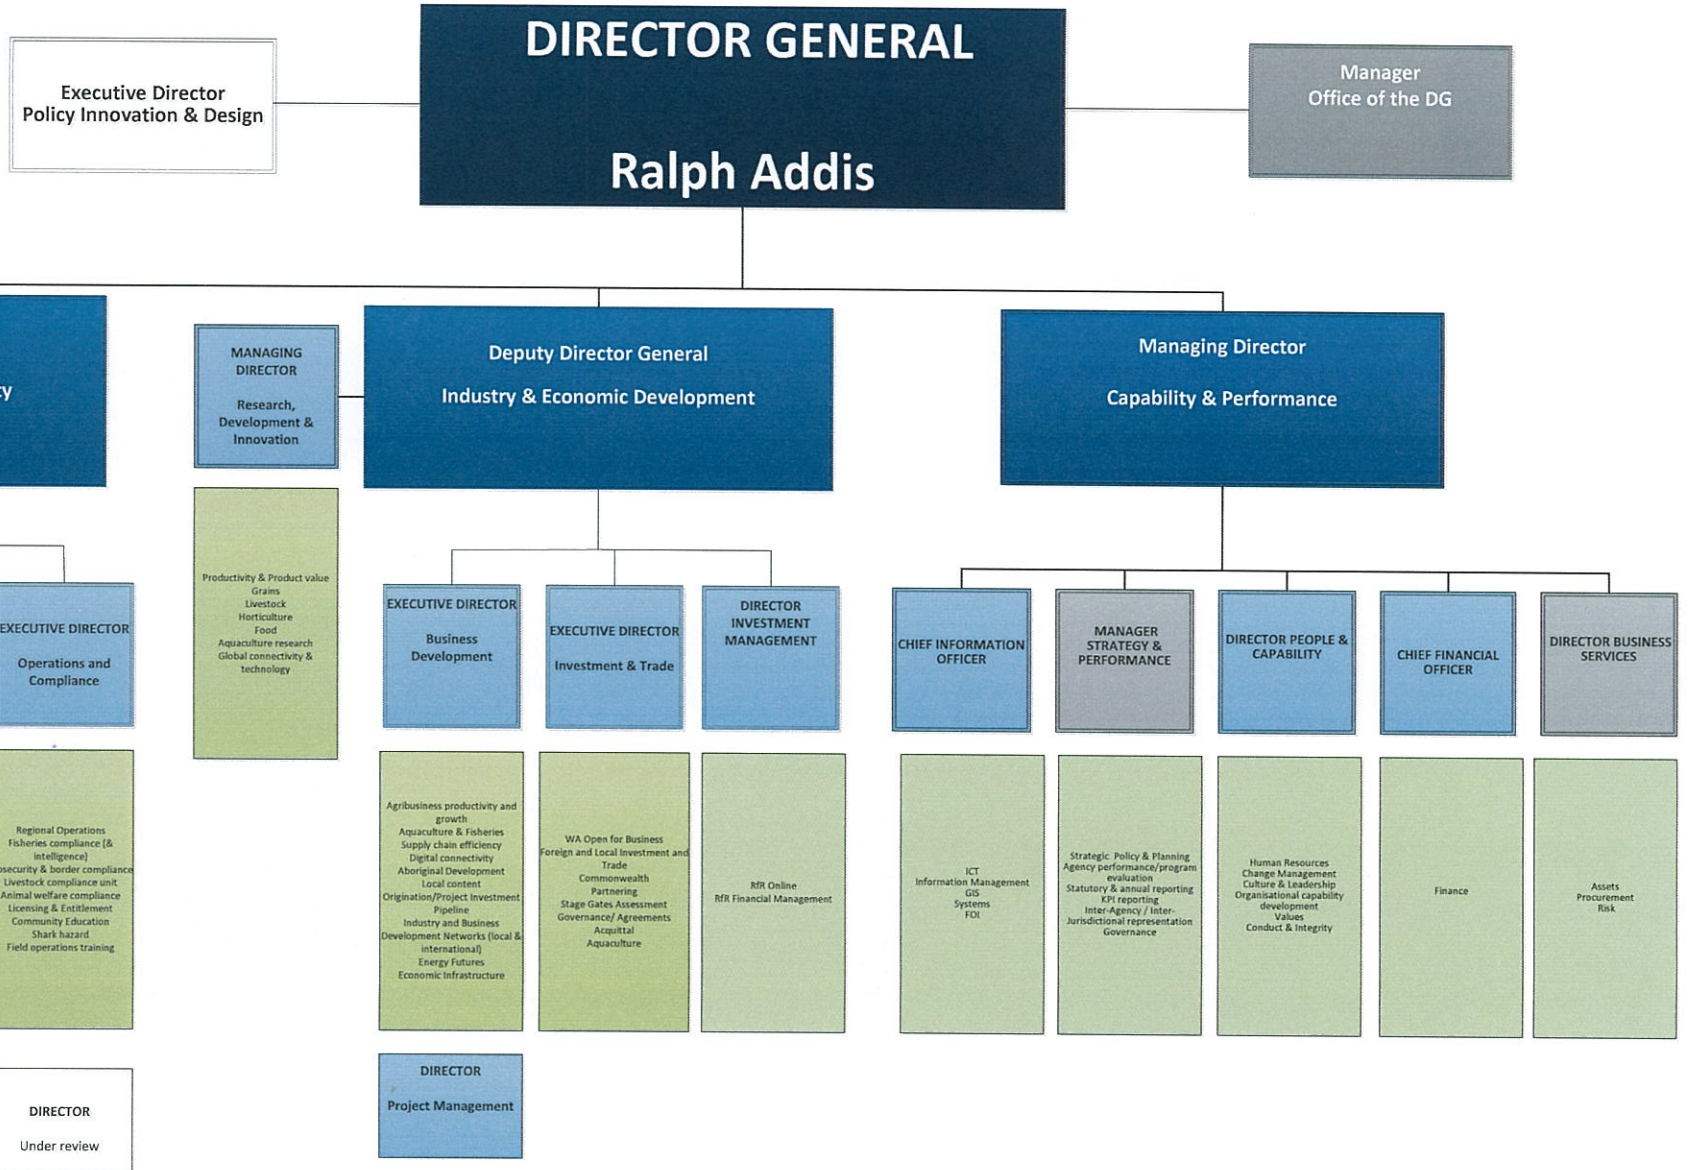 DIRECTOR GENERAL
Ralph Addis
Executive Director
Policy Innovation & Design
Manager
Office of the DG
MANAGING
DIRECTOR
Research,
Development &
Innovation
Deputy Director General
Industry & Economic Development
Managing Director
Capability & Performance
EXECUTIVE DIRECTOR
Operations and
Compliance
Productivity & Product value
Grains
Livestock
Horticulture
Food
Aquaculture research
Global connectivity &
technology
EXECUTIVE DIRECTOR
Business
Development
EXECUTIVE DIRECTOR
Investment & Trade
DIRECTOR
INVESTMENT
MANAGEMENT
CHIEF INFORMATION
OFFICER
MANAGER
STRATEGY &
PERFORMANCE
DIRECTOR PEOPLE &
CAPABILITY
CHIEF FINANCIAL
OFFICER
DIRECTOR BUSINESS
SERVICES
Regional Operations
Fisheries compliance (&
intelligence)
& border compliance
Livestock compliance unit
Animal welfare compliance
Licensing & Entitlement
Community Education
Shark hazard
Field operations training
Agribusiness productivity and
growth
Aquaculture & Fisheries
Supply chain efficiency
Digital connectivity
Aboriginal Development
Local content
Origination/Project Investment
Pipeline
Industry and Business
Development Networks (local &
international)
Energy Futures
Economic Infrastructure
WA Open for Business
Foreign and Local Investment and
Trade
Commonwealth
Partnering
Stage Gates Assessment
Governance/ Agreements
Acquittal
Aquaculture
RfR Online
RfR Financial Management
ICT
Information Management
GIS
Systems
FOI
Strategic Policy & Planning
Agency performance/program
evaluation
Statutory & annual reporting
KPI reporting
Inter-Agency / Inter-
Jurisdictional representation
Governance
Human Resources
Change Management
Culture & Leadership
Organisational capability
development
Values
Conduct & Integrity
Finance
Assets
Procurement
Risk
DIRECTOR
Under review
DIRECTOR
Project Management